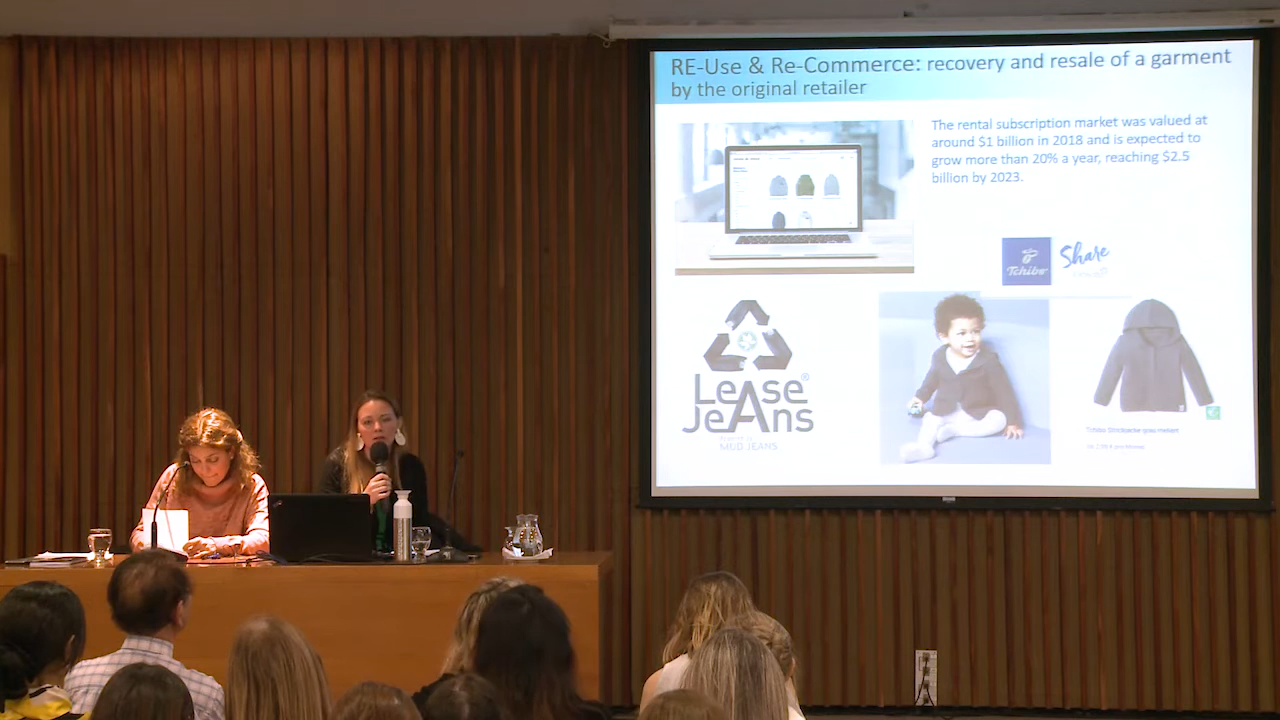 RE-Use & Re-Commerce: recovery and resale of a garment
by the original retailer
The rental subscription market was valued at
around $1 billion in 2018 and is expected to
grow more than 20% a year, reaching $2.5
billion by 2023.
Tchibo
Share
LeAse®
JeAns
MUD JEANS